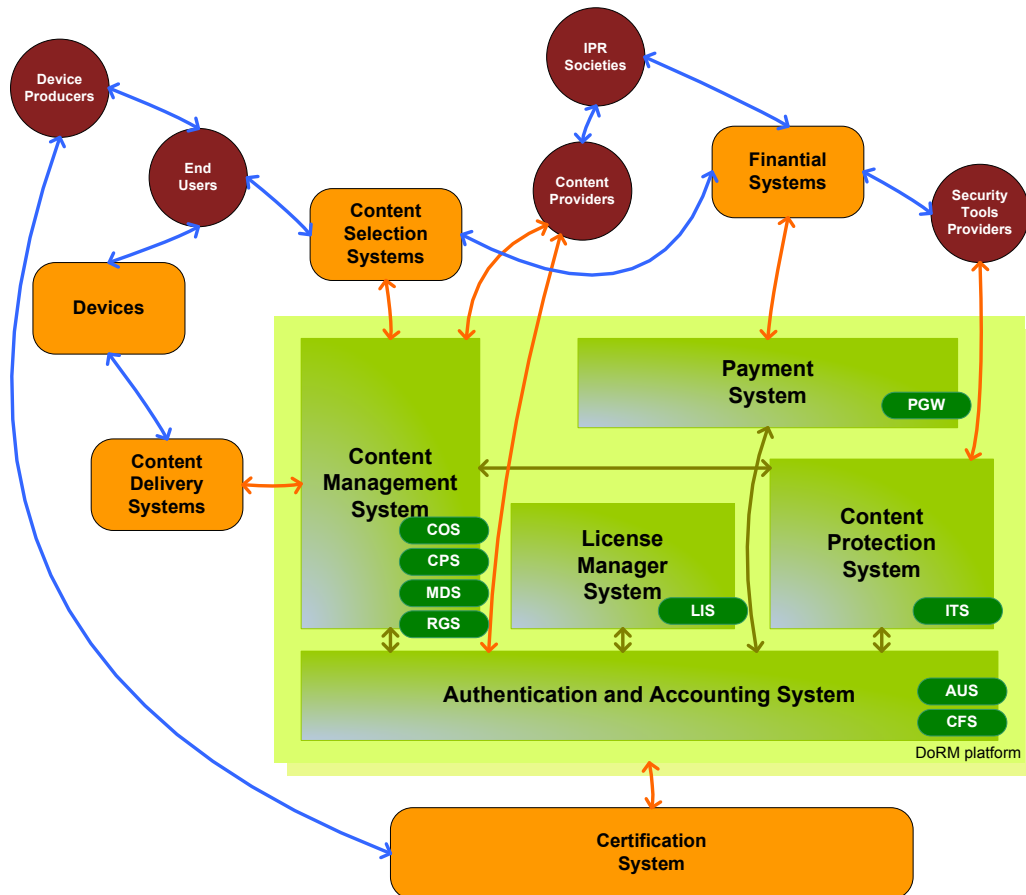 IPR
Societies
Device
Producers
End
Users
Content
Providers
Finantial
Systems
Security
Tools
Providers
Content
Selection
Systems
Devices
Content
Delivery
Systems
Payment
System
PGW
Content
Management
System
COS
CPS
MDS
RGS
License
Manager
System
LIS
Content
Protection
System
ITS
Authentication and Accounting System
AUS
CFS
DoRM platform
Certification
System